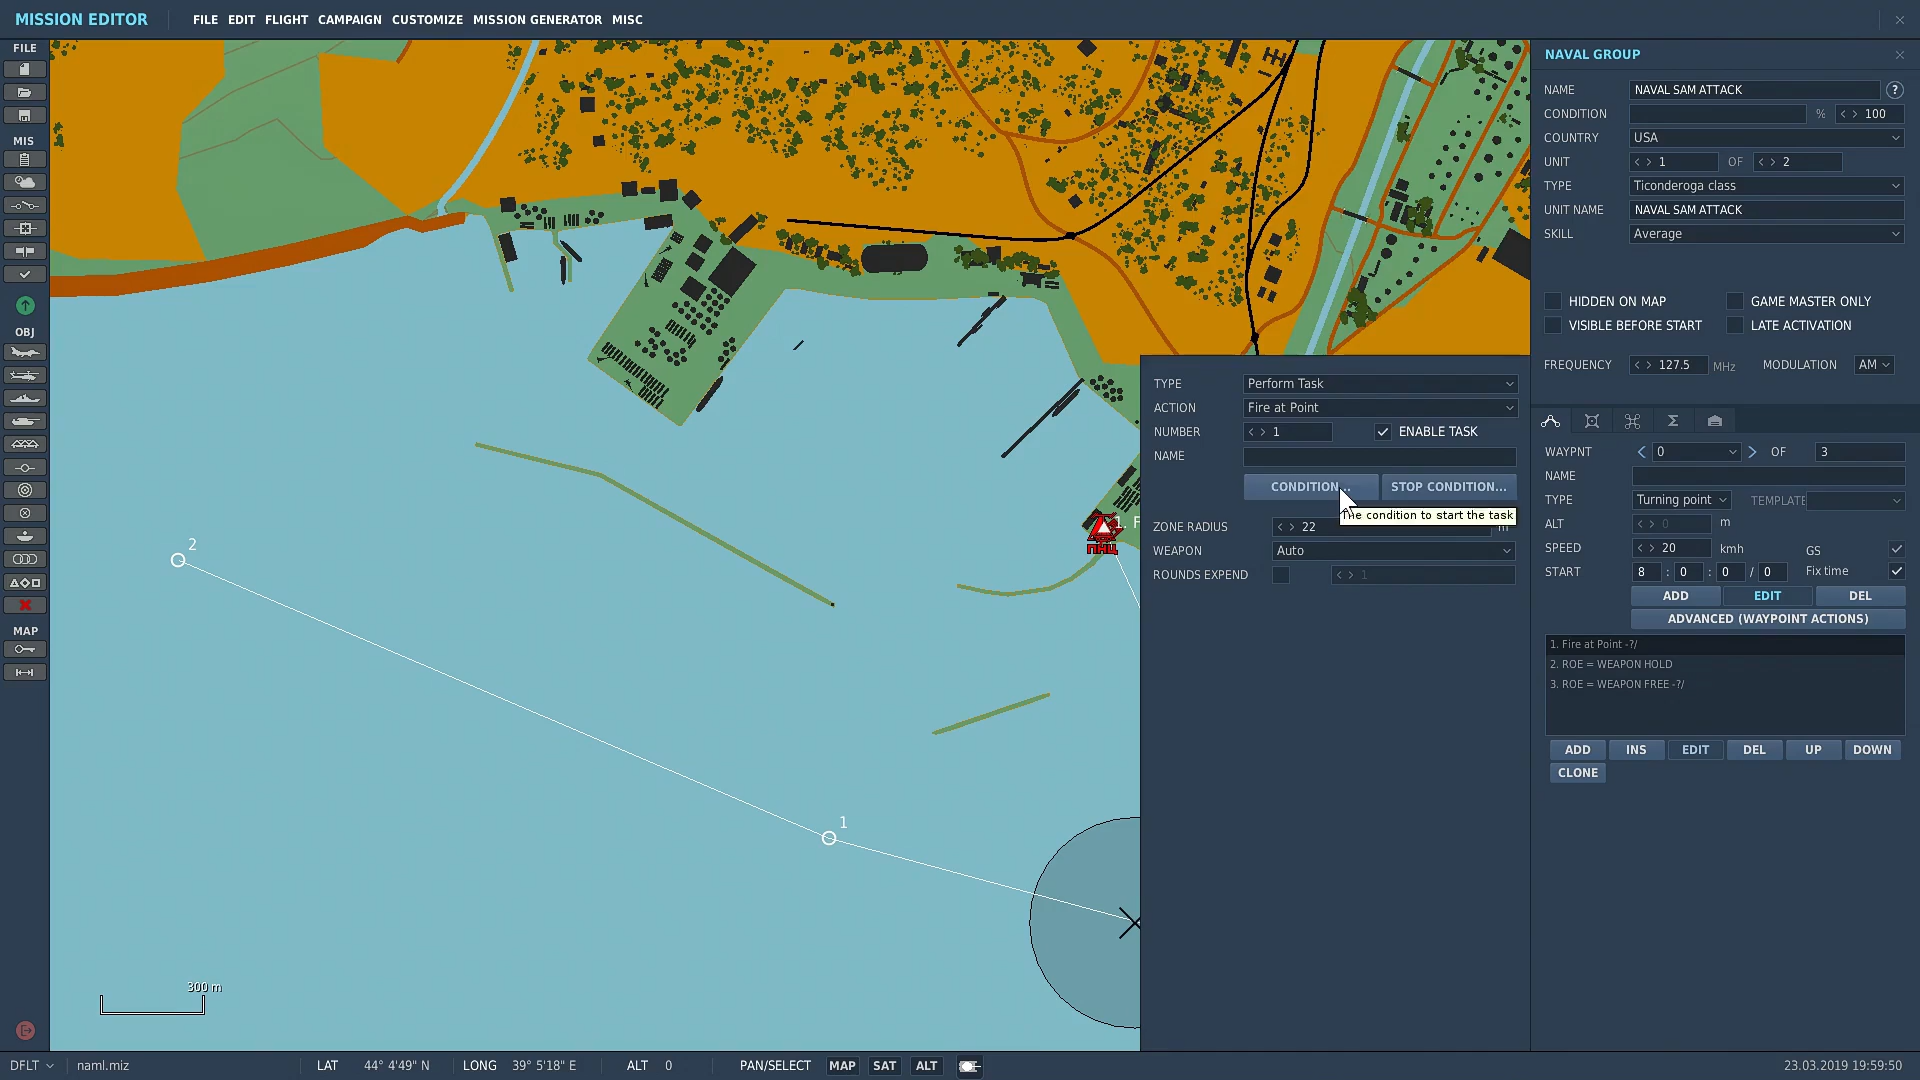 MISSION EDITOR
FILE EDIT FLIGHT CAMPAIGN CUSTOMIZE MISSION GENERATOR MISC
FILE
MIS
OBJ
MAP
2
1
1. F
ПНЦ
300 m
TYPE Perform Task
ACTION Fire at Point
NUMBER 1 ENABLE TASK
NAME
CONDITION... STOP CONDITION...
The condition to start the task
ZONE RADIUS 22 m
WEAPON Auto
ROUNDS EXPEND 1
NAVAL GROUP
NAME NAVAL SAM ATTACK ?
CONDITION % 100
COUNTRY USA
UNIT 1 OF 2
TYPE Ticonderoga class
UNIT NAME NAVAL SAM ATTACK
SKILL Average
HIDDEN ON MAP GAME MASTER ONLY
VISIBLE BEFORE START LATE ACTIVATION
FREQUENCY 127.5 MHz MODULATION AM
WAYPNT 0 OF 3
NAME
TYPE Turning point TEMPLATE
ALT 0 m
SPEED 20 kmh GS
START 8 : 0 : 0 / 0 Fix time
ADD EDIT DEL
ADVANCED (WAYPOINT ACTIONS)
1. Fire at Point -?/
2. ROE = WEAPON HOLD
3. ROE = WEAPON FREE -?/
ADD INS EDIT DEL UP DOWN
CLONE
DFLT naml.miz LAT 44° 4'49" N LONG 39° 5'18" E ALT 0 PAN/SELECT MAP SAT ALT 23.03.2019 19:59:50